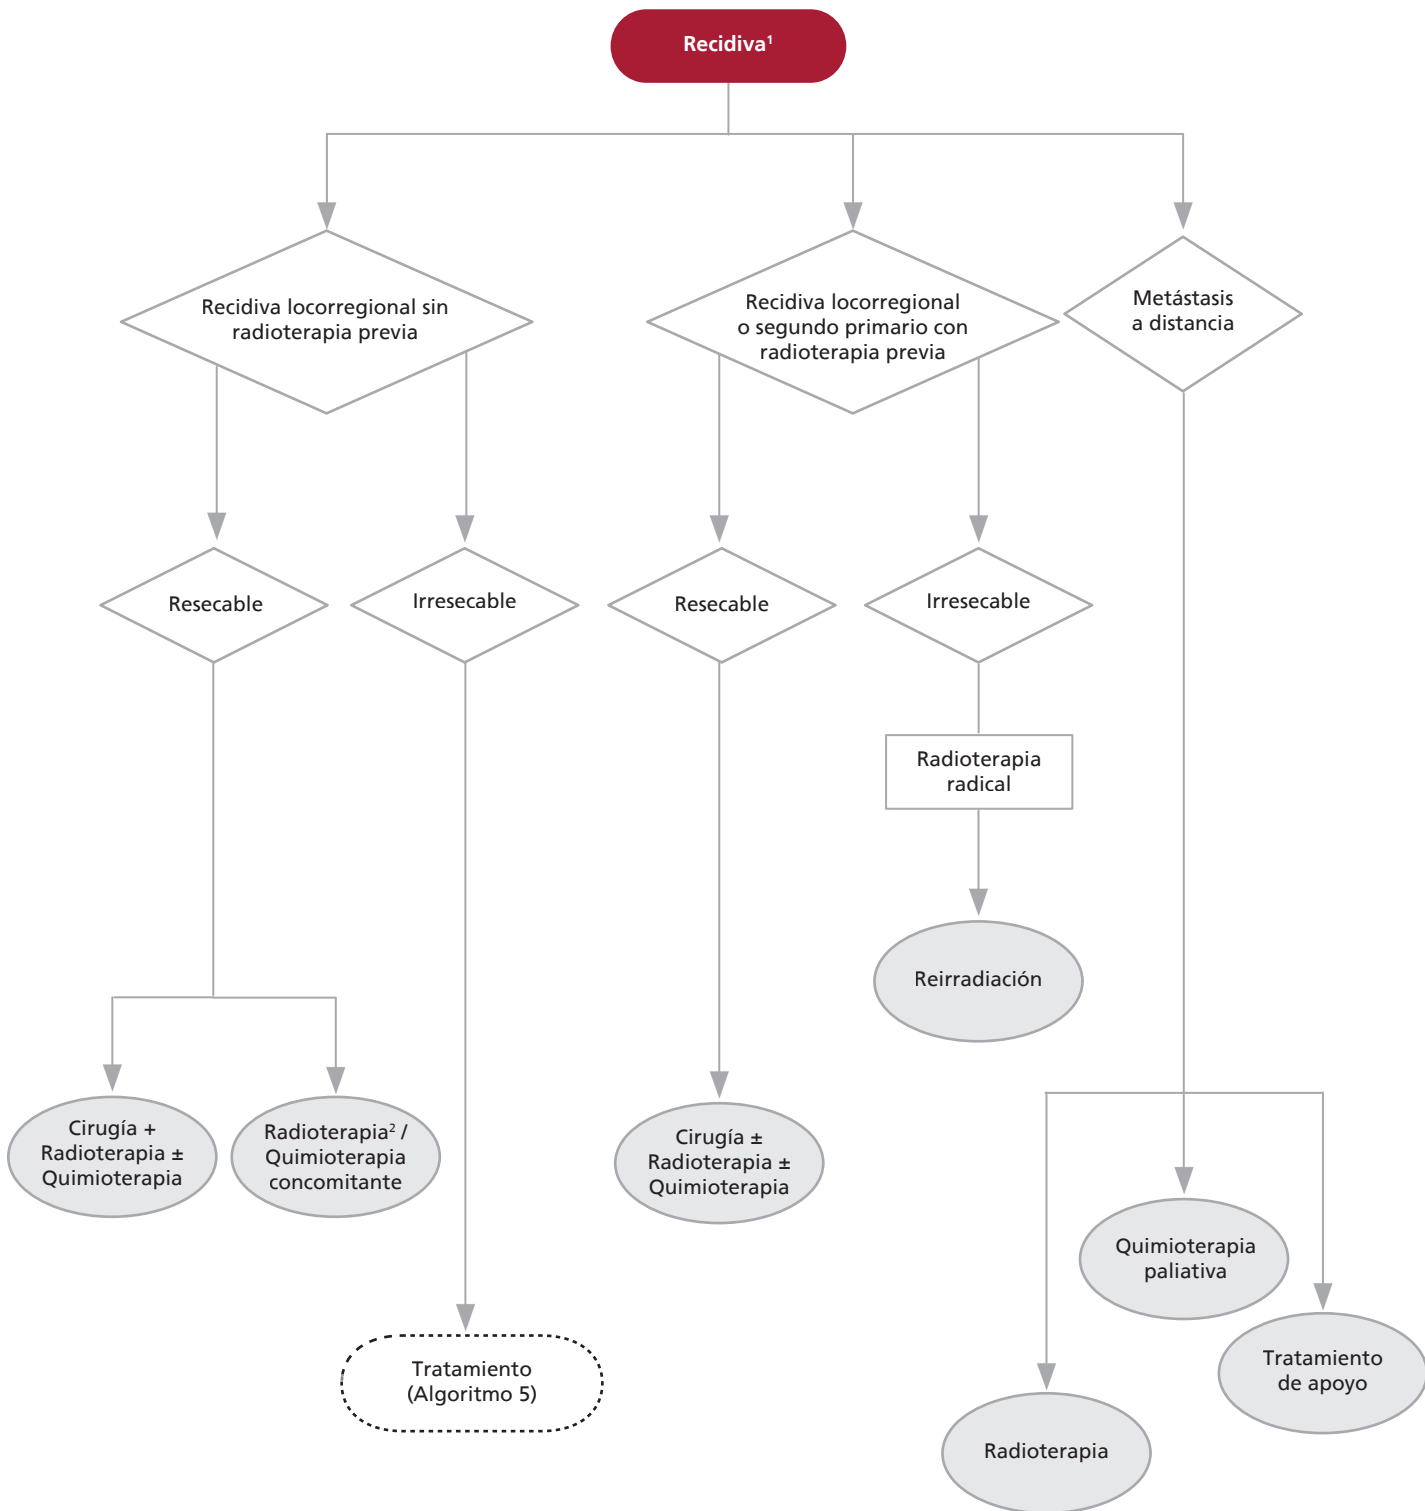 Recidiva¹
Recidiva locorregional sin
radioterapia previa
Recidiva locorregional
o segundo primario con
radioterapia previa
Metástasis
a distancia
Resecable
Irresecable
Resecable
Irresecable
Radioterapia
radical
Reirradiación
Cirugía +
Radioterapia ±
Quimioterapia
Radioterapia² /
Quimioterapia
concomitante
Cirugía ±
Radioterapia ±
Quimioterapia
Quimioterapia
paliativa
Tratamiento
(Algoritmo 5)
Tratamiento
de apoyo
Radioterapia